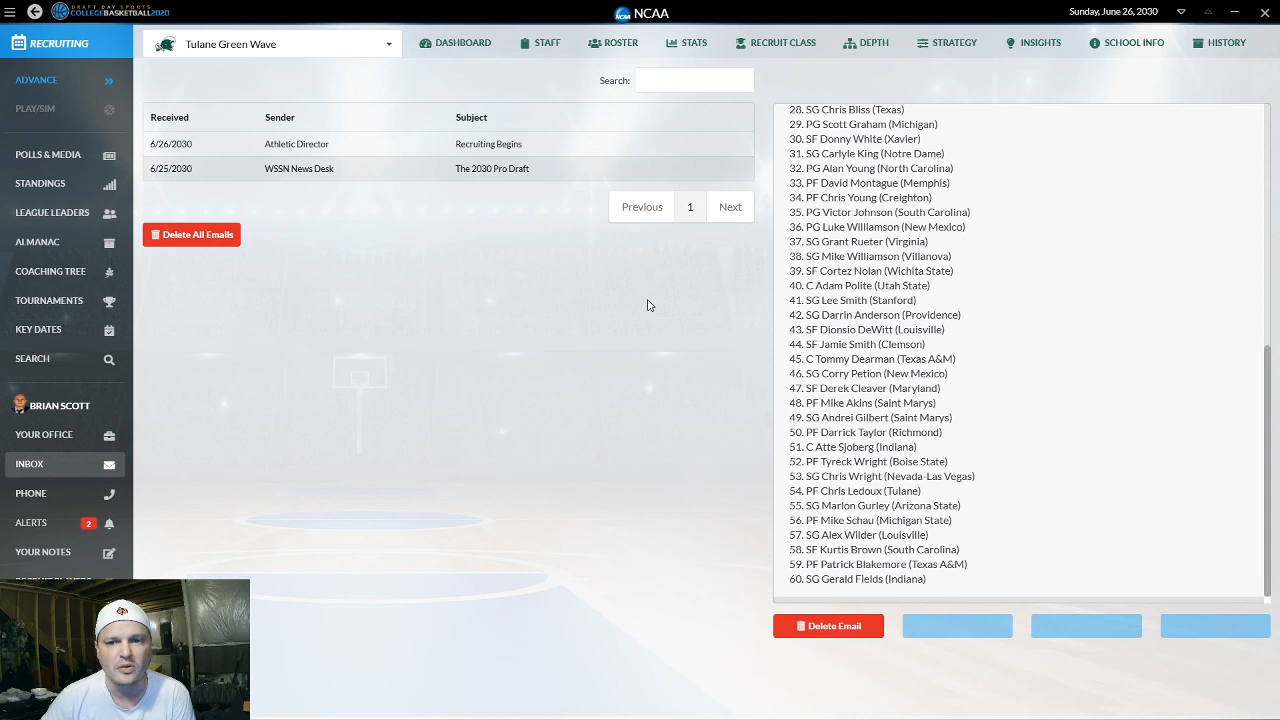 DRAFT DAY SPORTS
COLLEGE BASKETBALL 2020
NCAA
NCAA
Sunday, June 26, 2030
RECRUITING
Tulane Green Wave
DASHBOARD
STAFF
ROSTER
STATS
RECRUIT CLASS
DEPTH
STRATEGY
INSIGHTS
SCHOOL INFO
HISTORY
ADVANCE
PLAY/SIM
POLLS & MEDIA
STANDINGS
LEAGUE LEADERS
ALMANAC
COACHING TREE
TOURNAMENTS
KEY DATES
SEARCH
BRIAN SCOTT
YOUR OFFICE
INBOX
PHONE
ALERTS 2
YOUR NOTES
Search:
Received Sender Subject
6/26/2030 Athletic Director Recruiting Begins
6/25/2030 WSSN News Desk The 2030 Pro Draft
Previous 1 Next
Delete All Emails
28. SG Chris Bliss (Texas)
29. PG Scott Graham (Michigan)
30. SF Donny White (Xavier)
31. SG Carlyle King (Notre Dame)
32. PG Alan Young (North Carolina)
33. PF David Montague (Memphis)
34. PF Chris Young (Creighton)
35. PG Victor Johnson (South Carolina)
36. PG Luke Williamson (New Mexico)
37. SG Grant Rueter (Virginia)
38. SG Mike Williamson (Villanova)
39. SF Cortez Nolan (Wichita State)
40. C Adam Polite (Utah State)
41. SG Lee Smith (Stanford)
42. SG Darrin Anderson (Providence)
43. SF Dionsio DeWitt (Louisville)
44. SF Jamie Smith (Clemson)
45. C Tommy Dearman (Texas A&M)
46. SG Corry Petion (New Mexico)
47. SF Derek Cleaver (Maryland)
48. PF Mike Akins (Saint Marys)
49. SG Andrei Gilbert (Saint Marys)
50. PF Darrick Taylor (Richmond)
51. C Atte Sjoberg (Indiana)
52. PF Tyreck Wright (Boise State)
53. SG Chris Wright (Nevada-Las Vegas)
54. PF Chris Ledoux (Tulane)
55. SG Marlon Gurley (Arizona State)
56. PF Mike Schau (Michigan State)
57. SG Alex Wilder (Louisville)
58. SF Kurtis Brown (South Carolina)
59. PF Patrick Blakemore (Texas A&M)
60. SG Gerald Fields (Indiana)
Delete Email